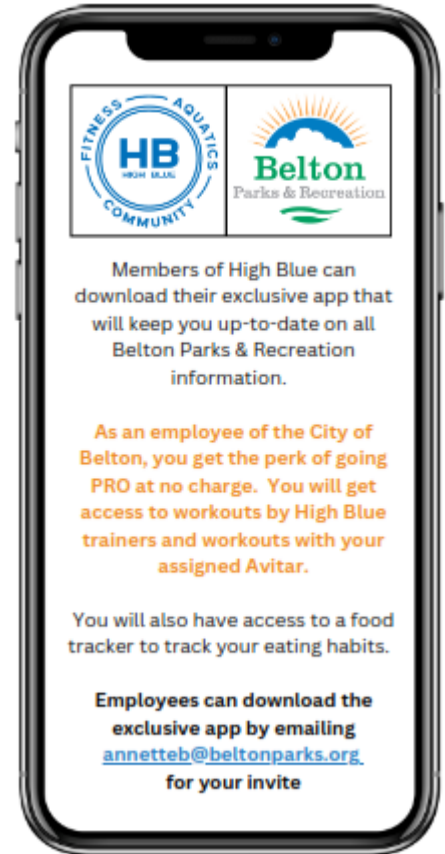 FITNESS AQUATICS
HB
HIGH BLUE
COMMUNITY
Belton
Parks & Recreation
Members of High Blue can
download their exclusive app that
will keep you up-to-date on all
Belton Parks & Recreation
information.
As an employee of the City of
Belton, you get the perk of going
PRO at no charge.  You will get
access to workouts by High Blue
trainers and workouts with your
assigned Avitar.
You will also have access to a food
tracker to track your eating habits.
Employees can download the
exclusive app by emailing
annetteb@beltonparks.org
for your invite